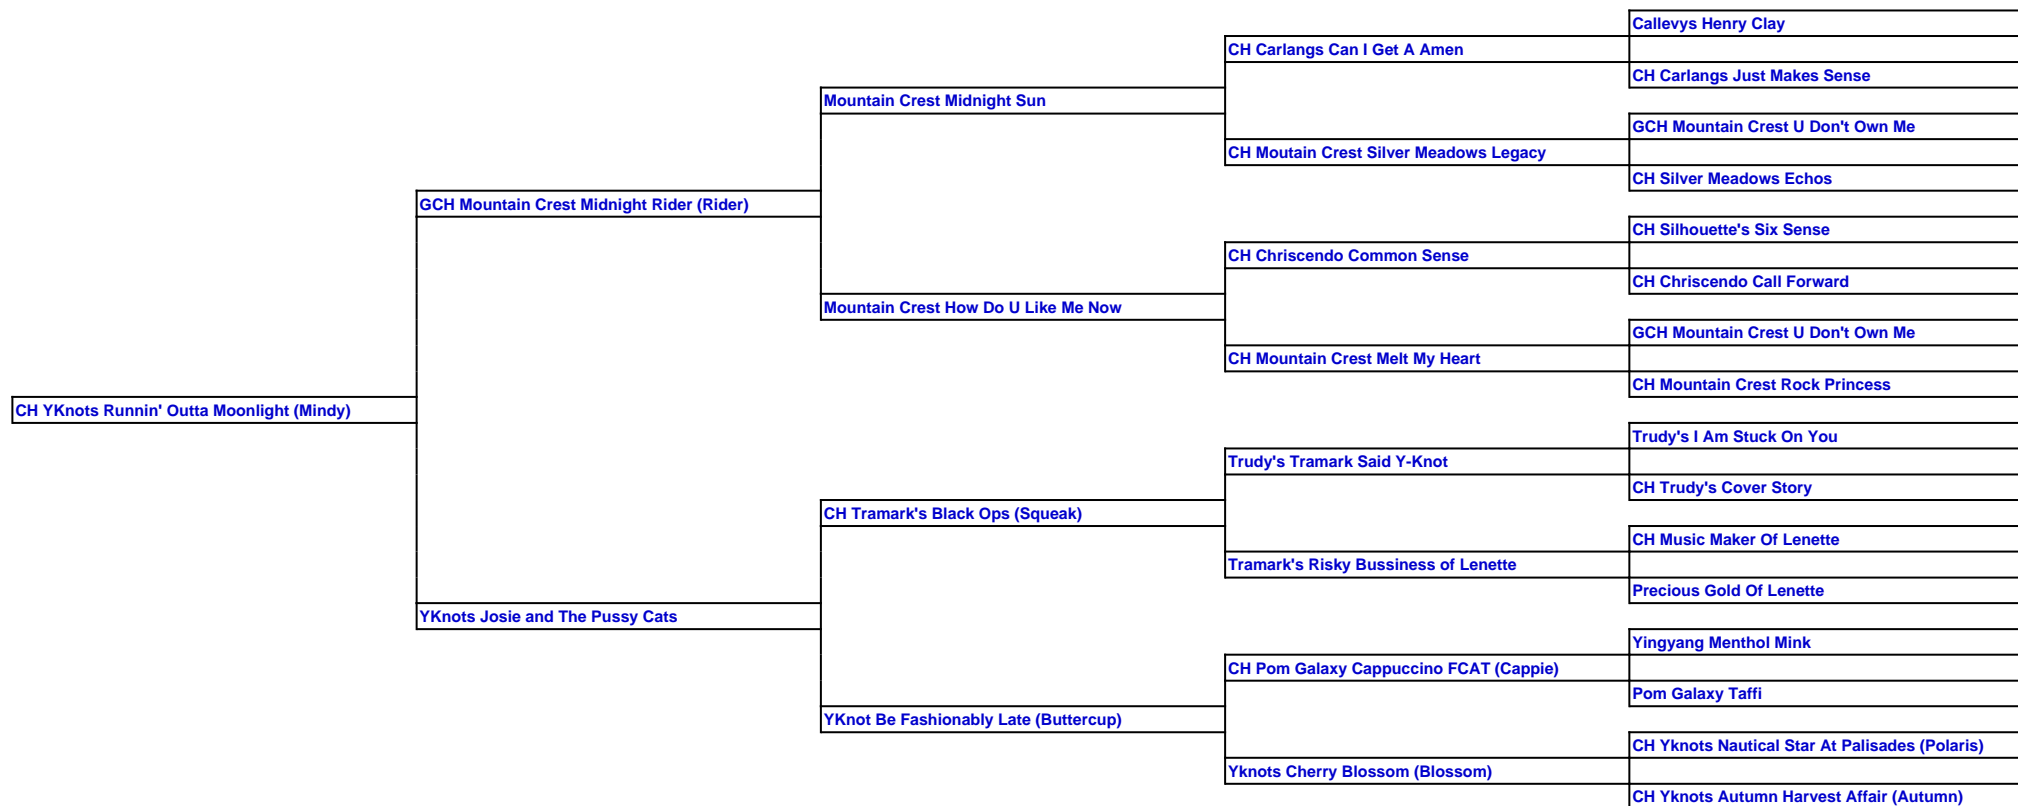 Callevys Henry Clay
CH Carlangs Can I Get A Amen
CH Carlangs Just Makes Sense
Mountain Crest Midnight Sun
GCH Mountain Crest U Don't Own Me
CH Moutain Crest Silver Meadows Legacy
CH Silver Meadows Echos
GCH Mountain Crest Midnight Rider (Rider)
CH Silhouette's Six Sense
CH Chriscendo Common Sense
CH Chriscendo Call Forward
Mountain Crest How Do U Like Me Now
GCH Mountain Crest U Don't Own Me
CH Mountain Crest Melt My Heart
CH Mountain Crest Rock Princess
CH YKnots Runnin' Outta Moonlight (Mindy)
Trudy's I Am Stuck On You
Trudy's Tramark Said Y-Knot
CH Trudy's Cover Story
CH Tramark's Black Ops (Squeak)
CH Music Maker Of Lenette
Tramark's Risky Bussiness of Lenette
Precious Gold Of Lenette
YKnots Josie and The Pussy Cats
Yingyang Menthol Mink
CH Pom Galaxy Cappuccino FCAT (Cappie)
Pom Galaxy Taffi
YKnot Be Fashionably Late (Buttercup)
CH Yknots Nautical Star At Palisades (Polaris)
Yknots Cherry Blossom (Blossom)
CH Yknots Autumn Harvest Affair (Autumn)